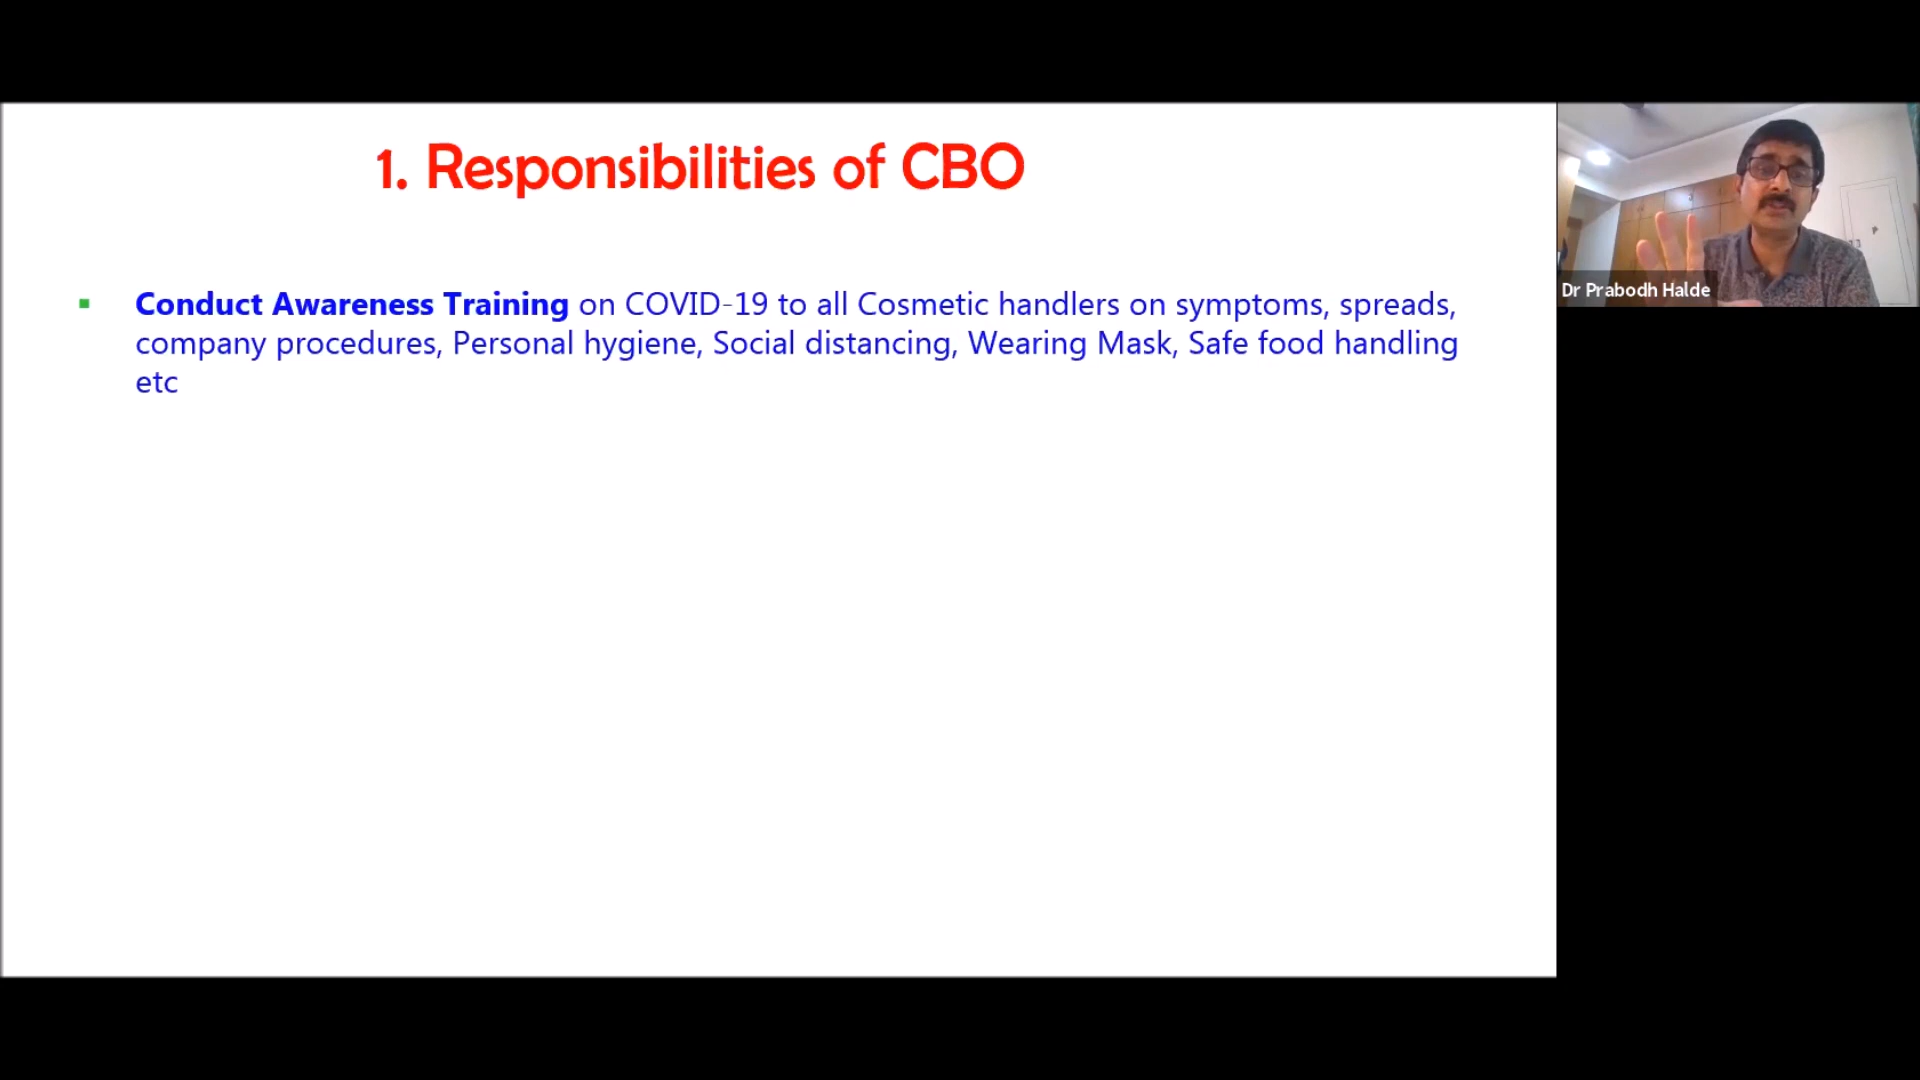 1. Responsibilities of CBO
Conduct Awareness Training on COVID-19 to all Cosmetic handlers on symptoms, spreads,
company procedures, Personal hygiene, Social distancing, Wearing Mask, Safe food handling
etc
Dr Prabodh Halde